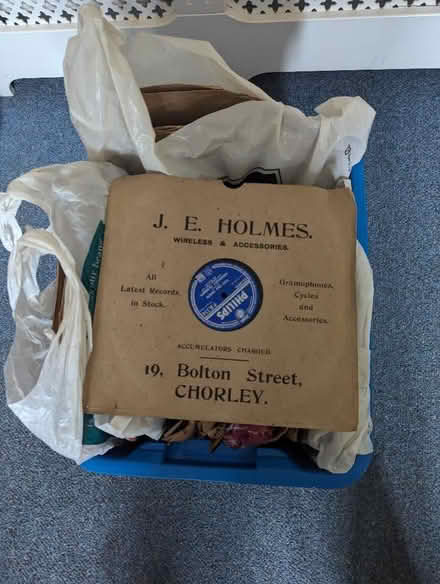 J. E. HOLMES.
WIRELESS & ACCESSORIES.
All
Latest Records
in Stock.
PHILIPS
Gramophones,
Cycles
and
Accessories.
ACCUMULATORS CHARGED.
19, Bolton Street,
CHORLEY.